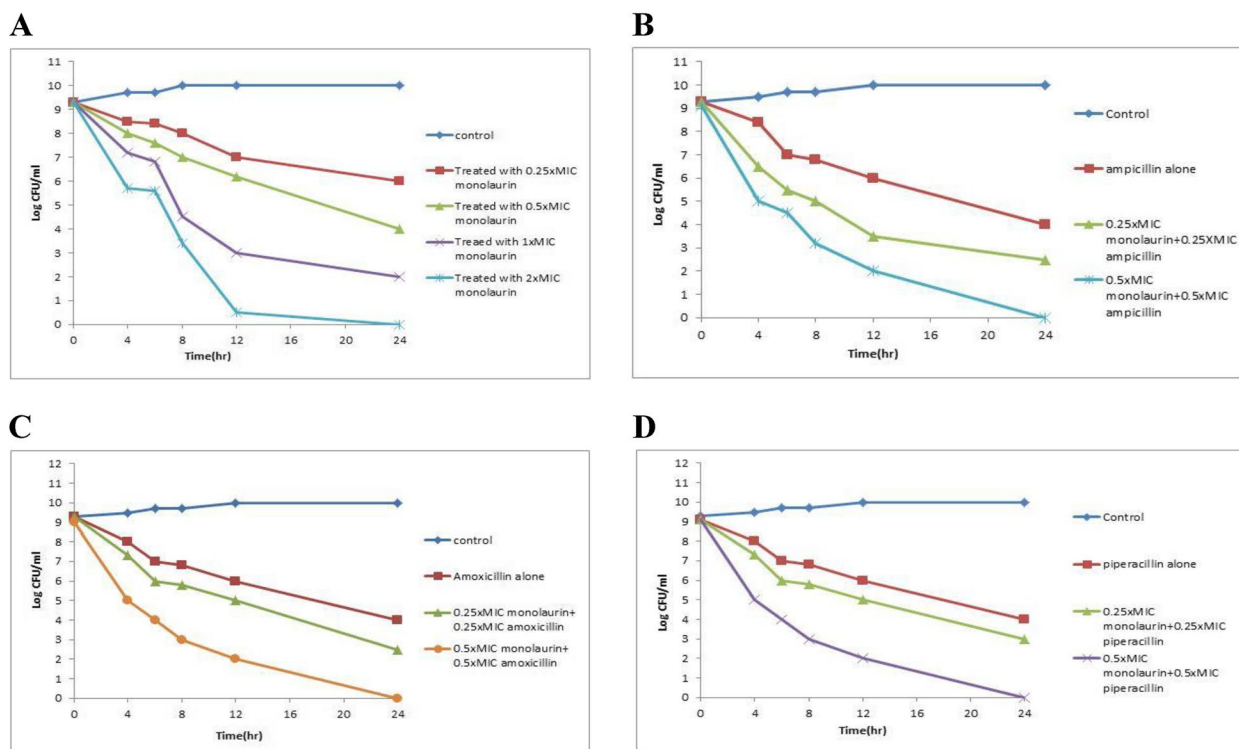 A
11
10
9
8
7
6
5
4
3
2
1
0
Log CFU/ml
0 4 8 12 16 20 24
Time(hr)
control
Treated with 0.25xMIC
monolaurin
Treated with 0.5xMIC
monolaurin
Treaed with 1xMIC
monolaurin
Treated with 2xMIC
monolaurin
B
11
10
9
8
7
6
5
4
3
2
1
0
Log CFU/ml
0 4 8 12 16 20 24
Time(hr)
Control
ampicillin alone
0.25xMIC
monolaurin+0.25XMIC
ampicillin
0.5xMIC
monolaurin+0.5xMIC
ampicillin
C
12
11
10
9
8
7
6
5
4
3
2
1
0
Log CFU/ml
0 4 8 12 16 20 24
Time(hr)
control
Amoxicillin alone
0.25xMIC monolaurin+
0.25xMIC amoxicillin
0.5xMIC monolaurin+
0.5xMIC amoxicillin
D
12
11
10
9
8
7
6
5
4
3
2
1
0
Log CFU/ml
0 4 8 12 16 20 24
Time(hr)
Control
piperacillin alone
0.25xMIC
monolaurin+0.25xMIC
piperacillin
0.5xMIC
monolaurin+0.5xMIC
piperacillin